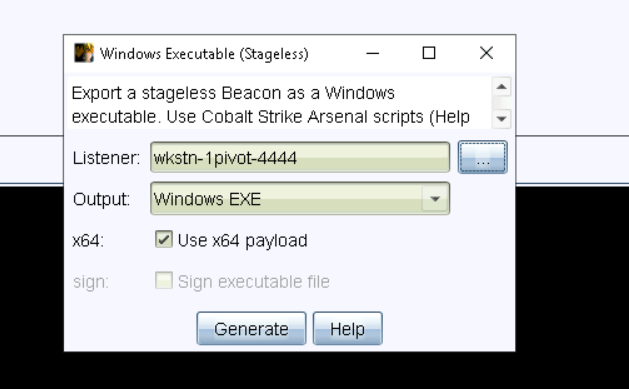 Windows Executable (Stageless)
Export a stageless Beacon as a Windows
executable. Use Cobalt Strike Arsenal scripts (Help
Listener: wkstn-1pivot-4444 ...
Output: Windows EXE
x64: Use x64 payload
sign: Sign executable file
Generate Help